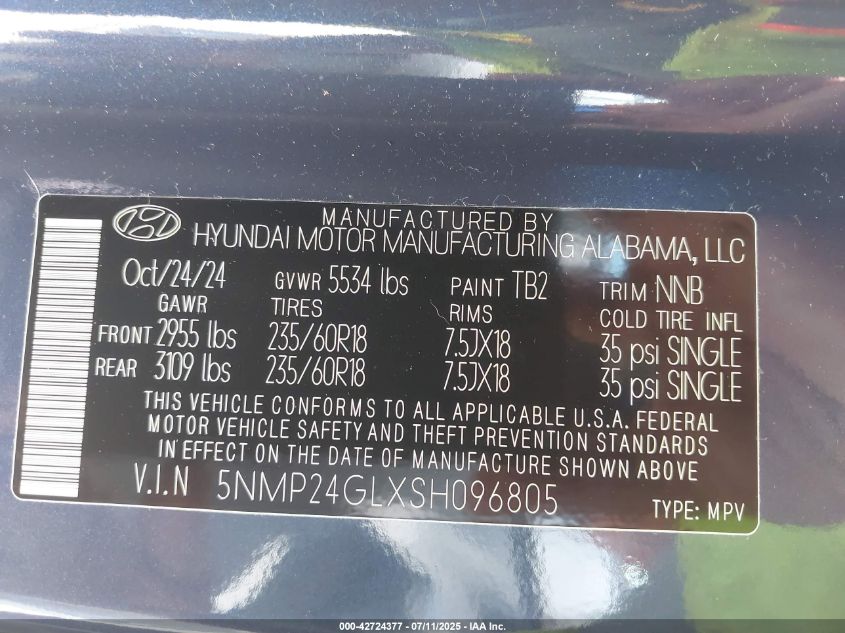 MANUFACTURED BY
HYUNDAI MOTOR MANUFACTURING ALABAMA, LLC
Oct/24/24 GVWR 5534 lbs PAINT TB2 TRIM NNB
GAWR TIRES RIMS COLD TIRE INFL
FRONT 2955 lbs 235/60R18 7.5JX18 35 psi SINGLE
REAR 3109 lbs 235/60R18 7.5JX18 35 psi SINGLE
THIS VEHICLE CONFORMS TO ALL APPLICABLE U.S.A. FEDERAL
MOTOR VEHICLE SAFETY AND THEFT PREVENTION STANDARDS
IN EFFECT ON THE DATE OF MANUFACTURE SHOWN ABOVE.
V.I.N 5NMP24GLXSH096805 TYPE: MPV
000-42724377 - 07/11/2025 - IAA Inc.